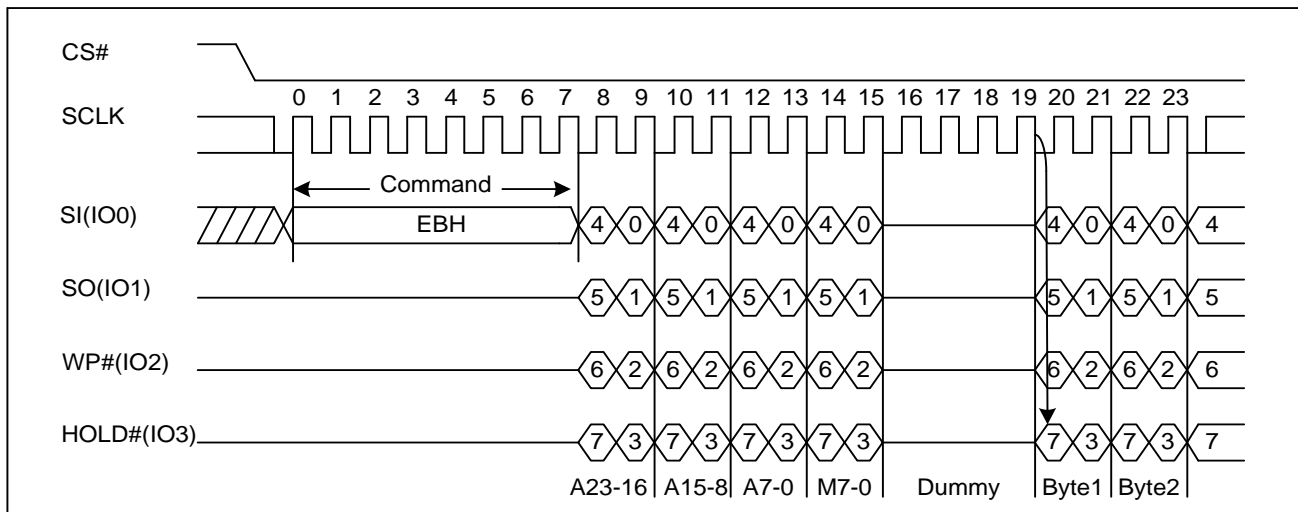 CS#
0 1 2 3 4 5 6 7 8 9 10 11 12 13 14 15 16 17 18 19 20 21 22 23
SCLK
Command
SI(IO0) EBH 4 0 4 0 4 0 4 0 4 0 4 0 4
SO(IO1) 5 1 5 1 5 1 5 1 5 1 5 1 5
WP#(IO2) 6 2 6 2 6 2 6 2 6 2 6 2 6
HOLD#(IO3) 7 3 7 3 7 3 7 3 7 3 7 3 7
A23-16 A15-8 A7-0 M7-0 Dummy Byte1 Byte2